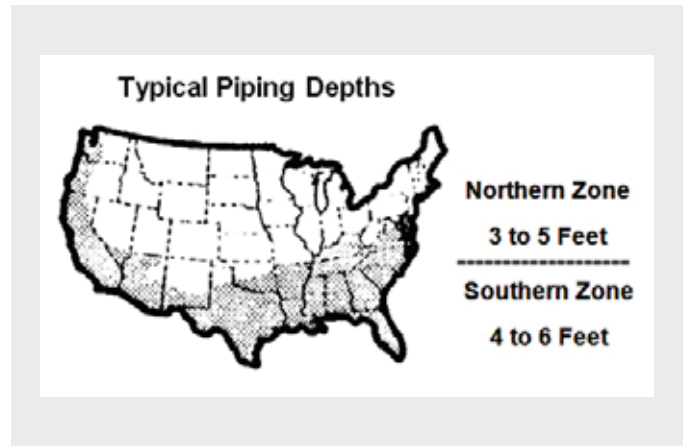 Typical Piping Depths
Northern Zone
3 to 5 Feet
Southern Zone
4 to 6 Feet